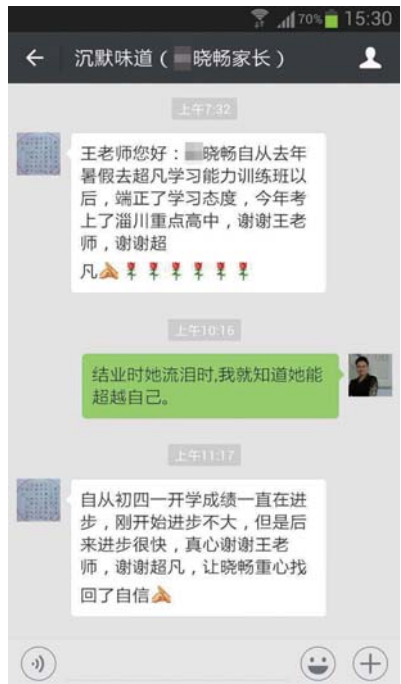 70% 15:30
沉默味道（晓畅家长）
上午7:32
王老师您好：晓畅自从去年
暑假去超凡学习能力训练班以
后，端正了学习态度，今年考
上了淄川重点高中，谢谢王老
师，谢谢超
凡
上午10:16
结业时她流泪时,我就知道她能
超越自己。
上午11:17
自从初四一开学成绩一直在进
步，刚开始进步不大，但是后
来进步很快，真心谢谢王老
师，谢谢超凡，让晓畅重心找
回了自信